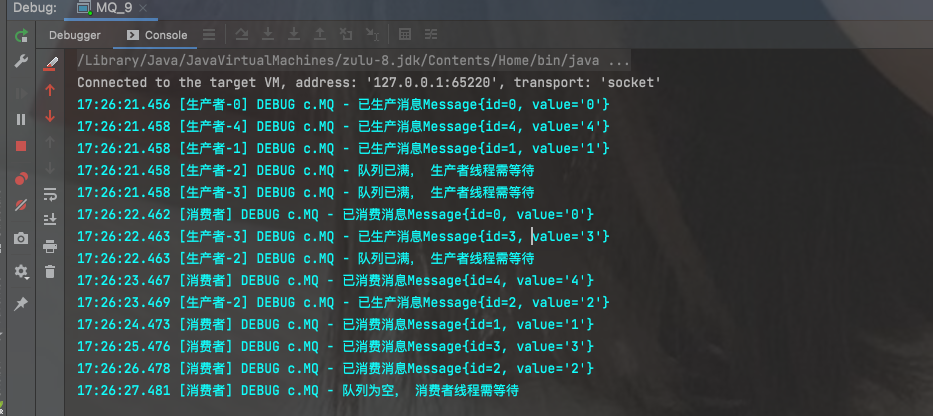 Debug: MQ_9
Debugger Console
/Library/Java/JavaVirtualMachines/zulu-8.jdk/Contents/Home/bin/java ...
Connected to the target VM, address: '127.0.0.1:65220', transport: 'socket'
17:26:21.456 [生产者-0] DEBUG c.MQ - 已生产消息Message{id=0, value='0'}
17:26:21.458 [生产者-4] DEBUG c.MQ - 已生产消息Message{id=4, value='4'}
17:26:21.458 [生产者-1] DEBUG c.MQ - 已生产消息Message{id=1, value='1'}
17:26:21.458 [生产者-2] DEBUG c.MQ - 队列已满， 生产者线程需等待
17:26:21.458 [生产者-3] DEBUG c.MQ - 队列已满， 生产者线程需等待
17:26:22.462 [消费者] DEBUG c.MQ - 已消费消息Message{id=0, value='0'}
17:26:22.463 [生产者-3] DEBUG c.MQ - 已生产消息Message{id=3, value='3'}
17:26:22.463 [生产者-2] DEBUG c.MQ - 队列已满， 生产者线程需等待
17:26:23.467 [消费者] DEBUG c.MQ - 已消费消息Message{id=4, value='4'}
17:26:23.469 [生产者-2] DEBUG c.MQ - 已生产消息Message{id=2, value='2'}
17:26:24.473 [消费者] DEBUG c.MQ - 已消费消息Message{id=1, value='1'}
17:26:25.476 [消费者] DEBUG c.MQ - 已消费消息Message{id=3, value='3'}
17:26:26.478 [消费者] DEBUG c.MQ - 已消费消息Message{id=2, value='2'}
17:26:27.481 [消费者] DEBUG c.MQ - 队列为空， 消费者线程需等待